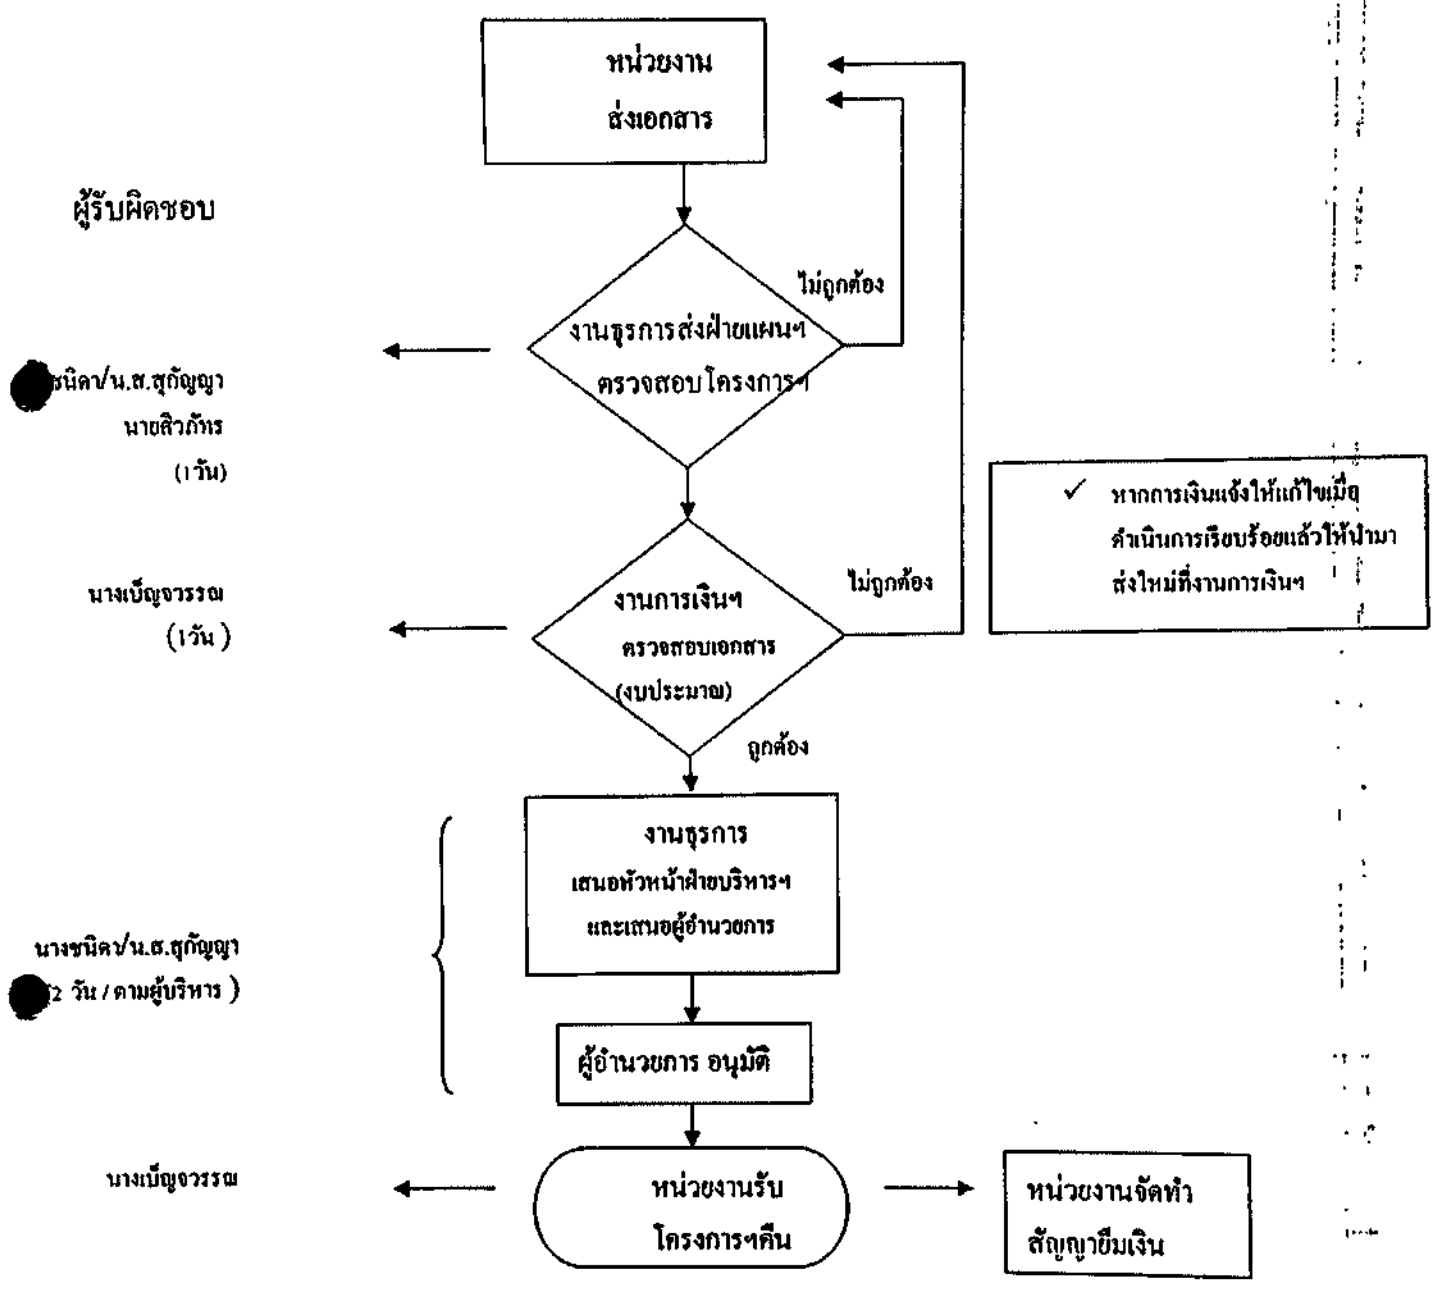 หน่วยงาน
ส่งเอกสาร
ผู้รับผิดชอบ
ไม่ถูกต้อง
งานธุรการส่งฝ่ายแผนฯ
ตรวจสอบโครงการฯ
ชนิดา/น.ส.สุกัญญา
นายสิวภัทร
(1วัน)
✓ หากการเงินแจ้งให้แก้ไขเมื่อ
ดำเนินการเรียบร้อยแล้วให้นำมา
ส่งใหม่ที่งานการเงินฯ
ไม่ถูกต้อง
นางเบ็ญจวรรณ
(1วัน )
งานการเงินฯ
ตรวจสอบเอกสาร
(งบประมาณ)
ถูกต้อง
งานธุรการ
เสนอหัวหน้าฝ่ายบริหารฯ
และเสนอผู้อำนวยการ
นางชนิดา/น.ส.สุกัญญา
(2 วัน / ตามผู้บริหาร )
ผู้อำนวยการ อนุมัติ
นางเบ็ญจวรรณ
หน่วยงานรับ
โครงการฯคืน
หน่วยงานจัดทำ
สัญญายืมเงิน